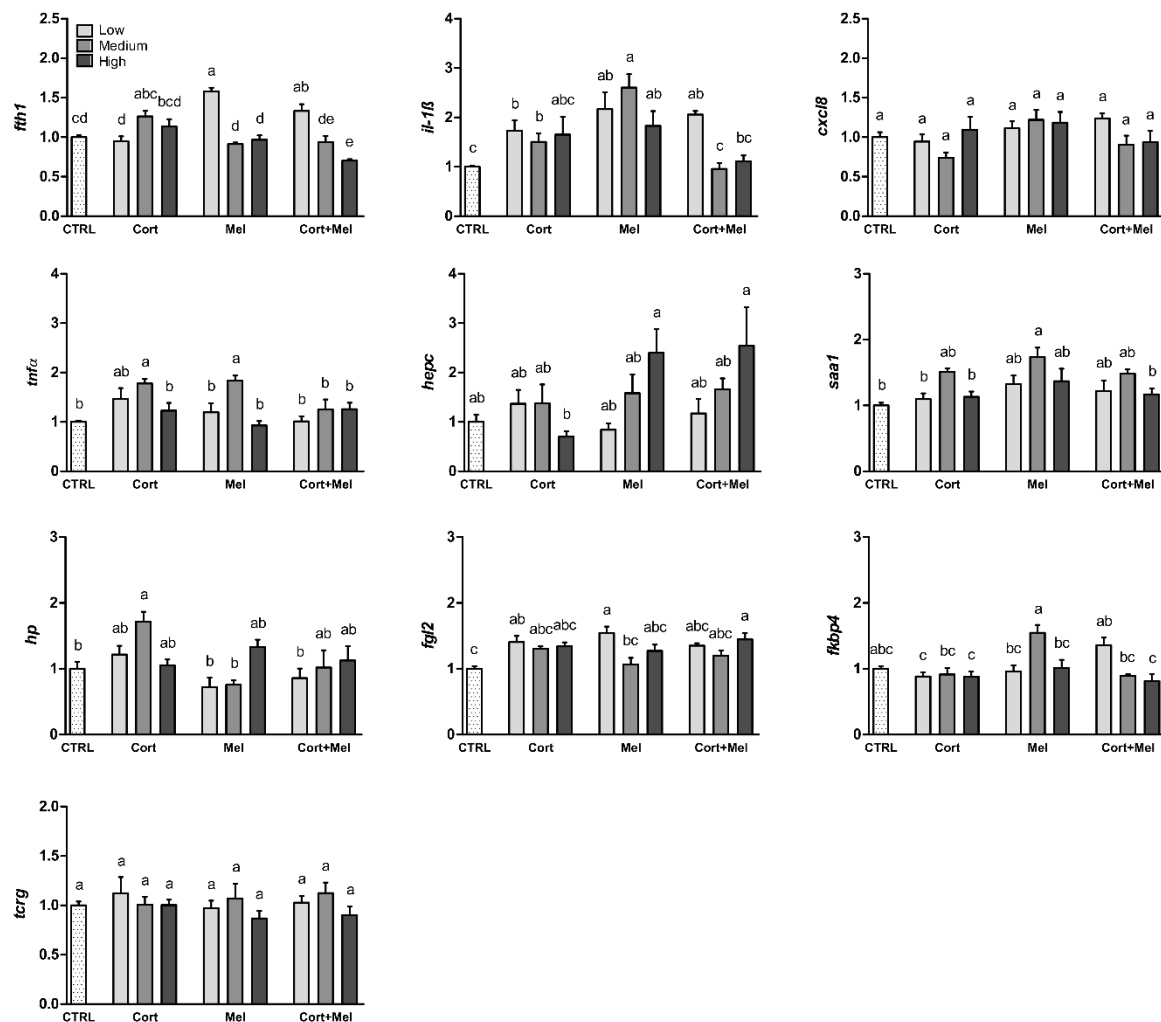 fth1
2.5
2.0
1.5
1.0
0.5
0.0
Low
Medium
High
cd d abc bcd a d d ab de e
CTRL Cort Mel Cort+Mel
il-1ß
4
3
2
1
0
c b b abc ab a ab ab c bc
CTRL Cort Mel Cort+Mel
cxcl8
2.5
2.0
1.5
1.0
0.5
0.0
a a a a a a a a a a
CTRL Cort Mel Cort+Mel
tnfα
4
3
2
1
0
b ab a b b a b b b b
CTRL Cort Mel Cort+Mel
hepc
4
3
2
1
0
ab ab ab b ab ab a ab ab a
CTRL Cort Mel Cort+Mel
saa1
3
2
1
0
b b ab b ab a ab ab ab b
CTRL Cort Mel Cort+Mel
hp
3
2
1
0
b ab a ab b b ab b ab ab
CTRL Cort Mel Cort+Mel
fgl2
3
2
1
0
c ab abc abc a bc abc abc abc a
CTRL Cort Mel Cort+Mel
fkbp4
3
2
1
0
abc c bc c bc a bc ab bc c
CTRL Cort Mel Cort+Mel
tcrg
2.0
1.5
1.0
0.5
0.0
a a a a a a a a a a
CTRL Cort Mel Cort+Mel